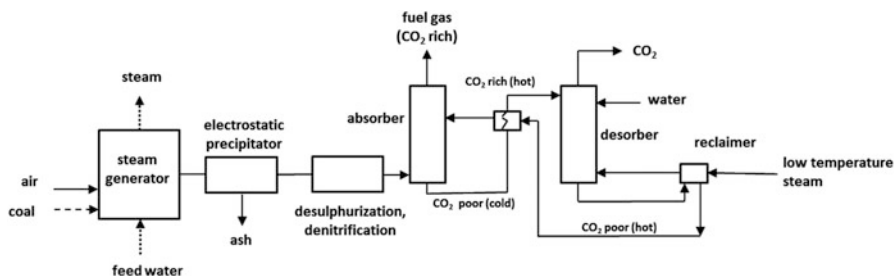 fuel gas
(CO₂ rich)
CO₂
steam
CO₂ rich (hot)
water
absorber
electrostatic
precipitator
desorber
reclaimer
steam
generator
low temperature
steam
air
coal
CO₂ poor (cold)
desulphurization,
denitrification
CO₂ poor (hot)
ash
feed water